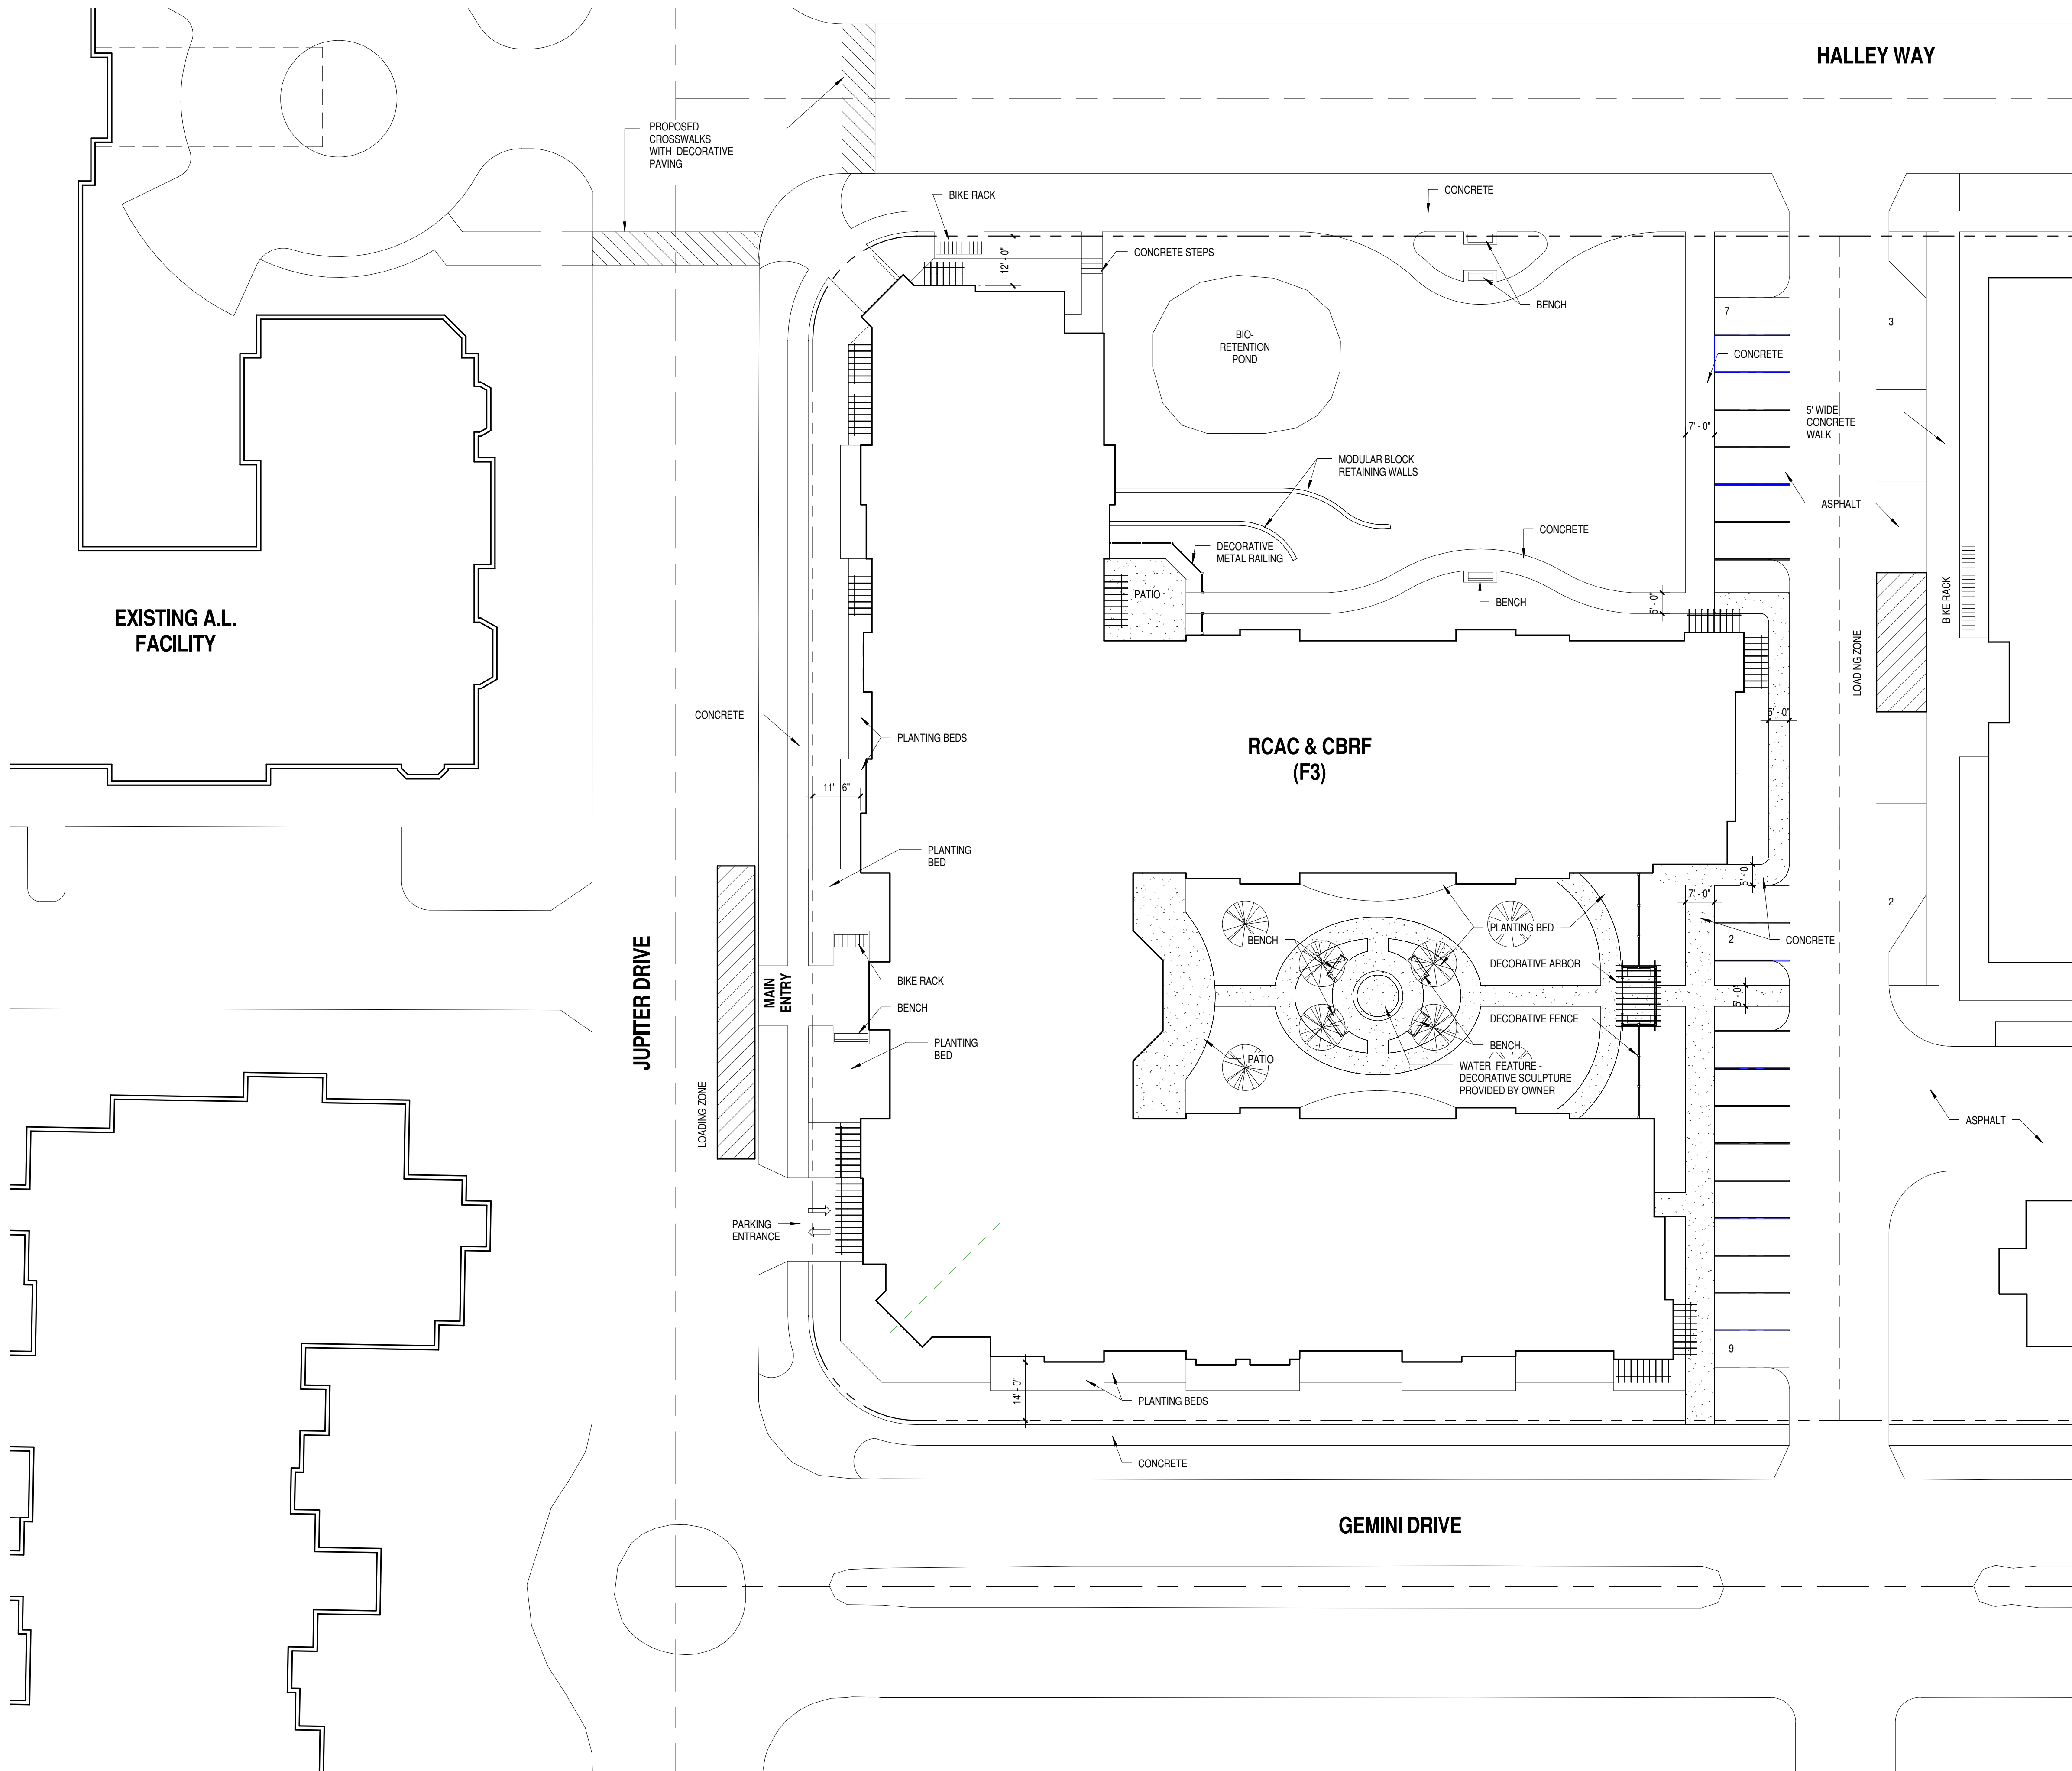 HALLEY WAY
PROPOSED
CROSSWALKS
WITH DECORATIVE
PAVING
BIKE RACK
CONCRETE
12' - 0"
CONCRETE STEPS
BENCH
7
3
BIO-
RETENTION
POND
CONCRETE
5' WIDE
CONCRETE
WALK
7' - 0"
MODULAR BLOCK
RETAINING WALLS
ASPHALT
CONCRETE
DECORATIVE
METAL RAILING
PATIO
BENCH
5' - 0"
BIKE RACK
LOADING ZONE
EXISTING A.L.
FACILITY
CONCRETE
PLANTING BEDS
5' - 0"
RCAC & CBRF
(F3)
11' - 6"
PLANTING
BED
5' - 0"
7' - 0"
2
PLANTING BED
BENCH
2
CONCRETE
DECORATIVE ARBOR
JUPITER DRIVE
MAIN
ENTRY
BIKE RACK
BENCH
5' - 0"
DECORATIVE FENCE
PLANTING
BED
BENCH
PATIO
WATER FEATURE -
DECORATIVE SCULPTURE
PROVIDED BY OWNER
LOADING ZONE
ASPHALT
PARKING
ENTRANCE
9
14' - 0"
PLANTING BEDS
CONCRETE
GEMINI DRIVE